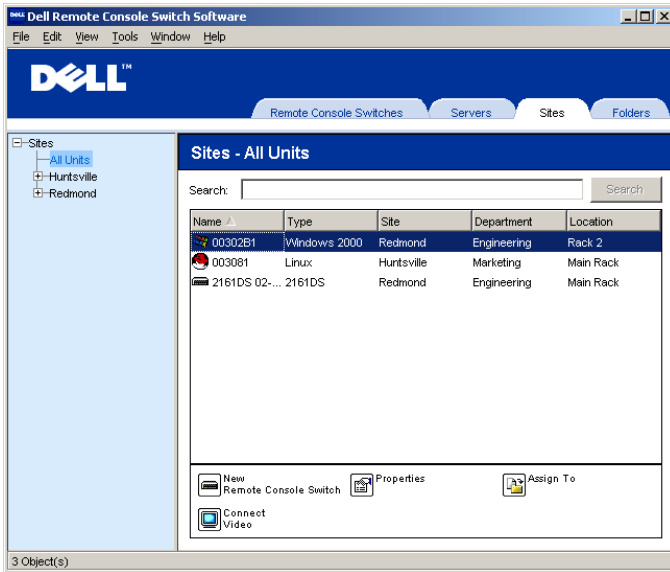 Dell Remote Console Switch Software
File Edit View Tools Window Help
DELL™
Remote Console Switches Servers Sites Folders
Sites
All Units
Huntsville
Redmond
Sites - All Units
Search: Search
Name Type Site Department Location
00302B1 Windows 2000 Redmond Engineering Rack 2
003081 Linux Huntsville Marketing Main Rack
2161DS 02-... 2161DS Redmond Engineering Main Rack
New Remote Console Switch
Properties
Assign To
Connect Video
3 Object(s)